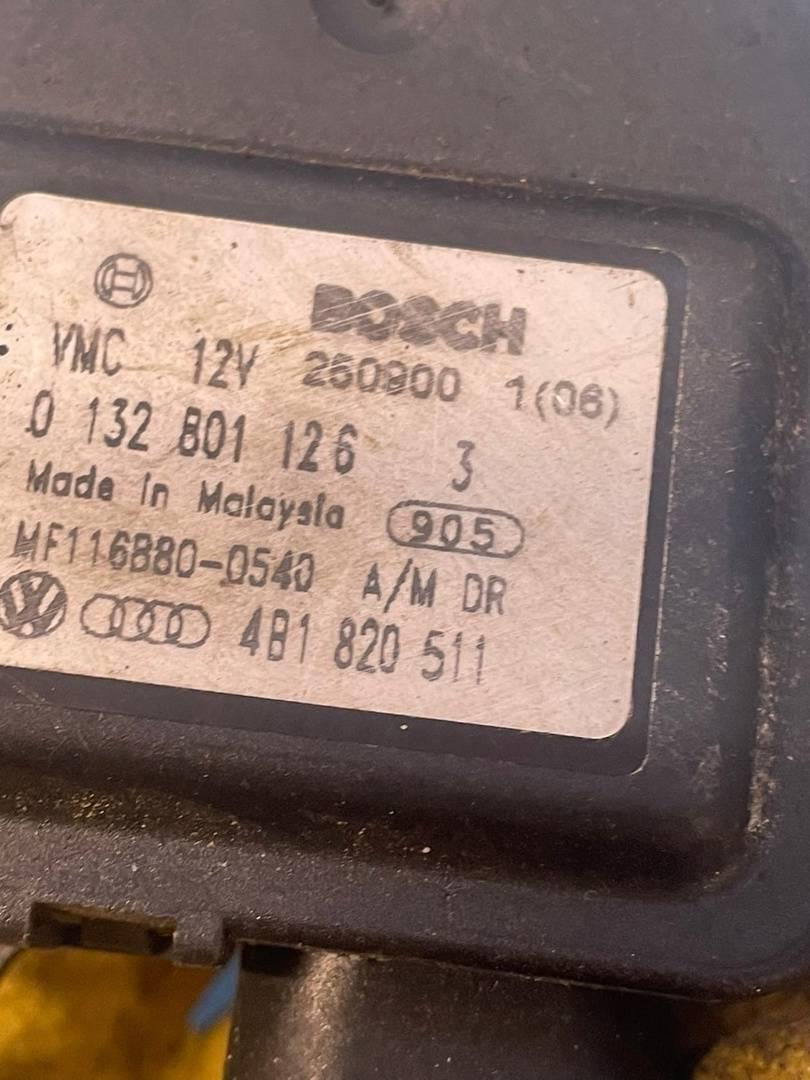 BOSCH
VMC 12V 250900 1(06)
0 132 801 126 3
Made in Malaysia 905
MF116880-0540 A/M DR
4B1 820 511